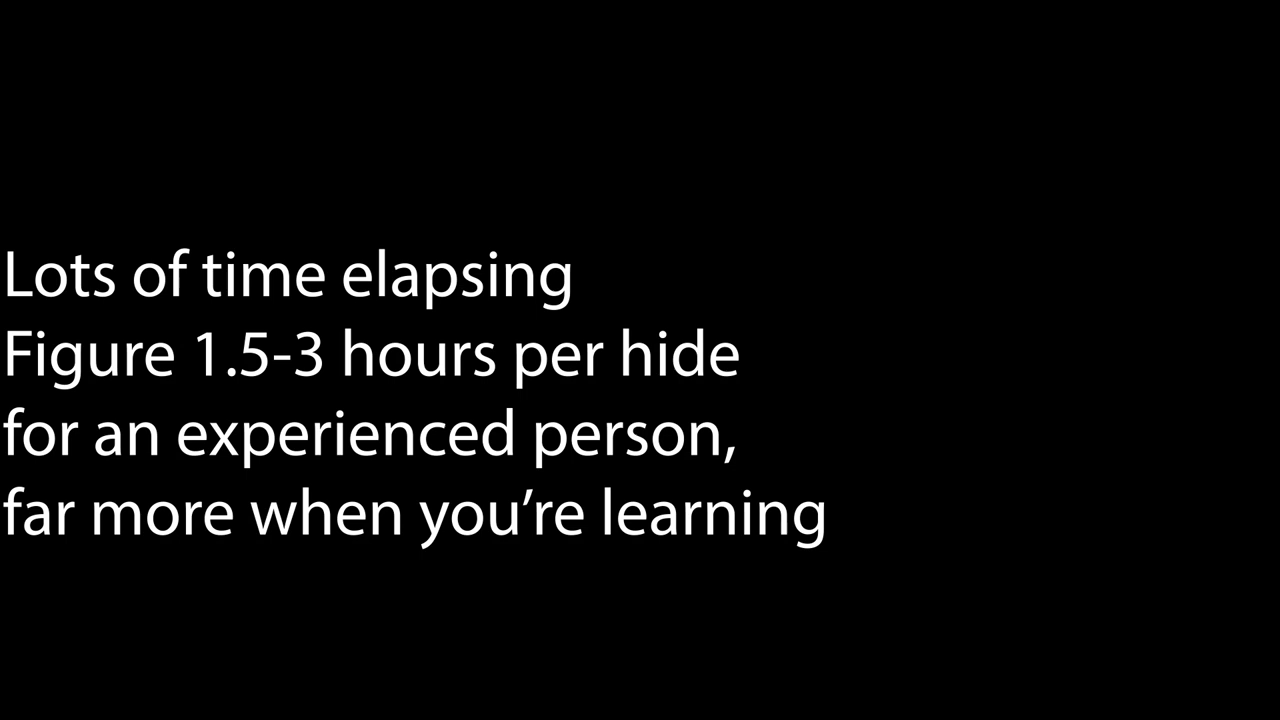 Lots of time elapsing
Figure 1.5-3 hours per hide
for an experienced person,
far more when you’re learning